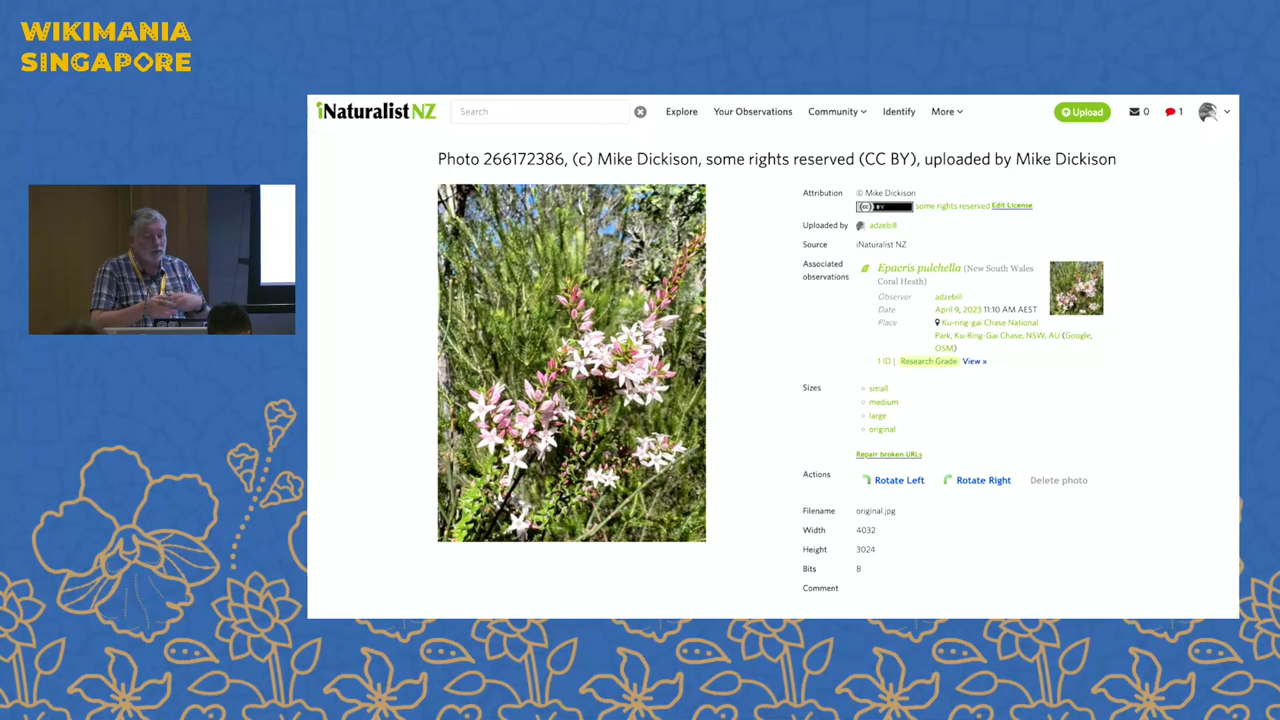 WIKIMANIA
SINGAPORE
iNaturalist NZ
Search
Explore
Your Observations
Community
Identify
More
Upload
0
1
Photo 266172386, (c) Mike Dickison, some rights reserved (CC BY), uploaded by Mike Dickison
Attribution
© Mike Dickison
(cc) BY some rights reserved Edit License
Uploaded by
adzebill
Source
iNaturalist NZ
Associated
observations
Epacris pulchella (New South Wales
Coral Heath)
Observer adzebill
Date April 9, 2023 11:10 AM AEST
Place Ku-ring-gai Chase National
Park, Ku-Ring-Gai Chase, NSW, AU (Google,
OSM)
1 ID | Research Grade View »
Sizes
small
medium
large
original
Repair broken URLs
Actions
Rotate Left Rotate Right Delete photo
Filename original.jpg
Width 4032
Height 3024
Bits 8
Comment